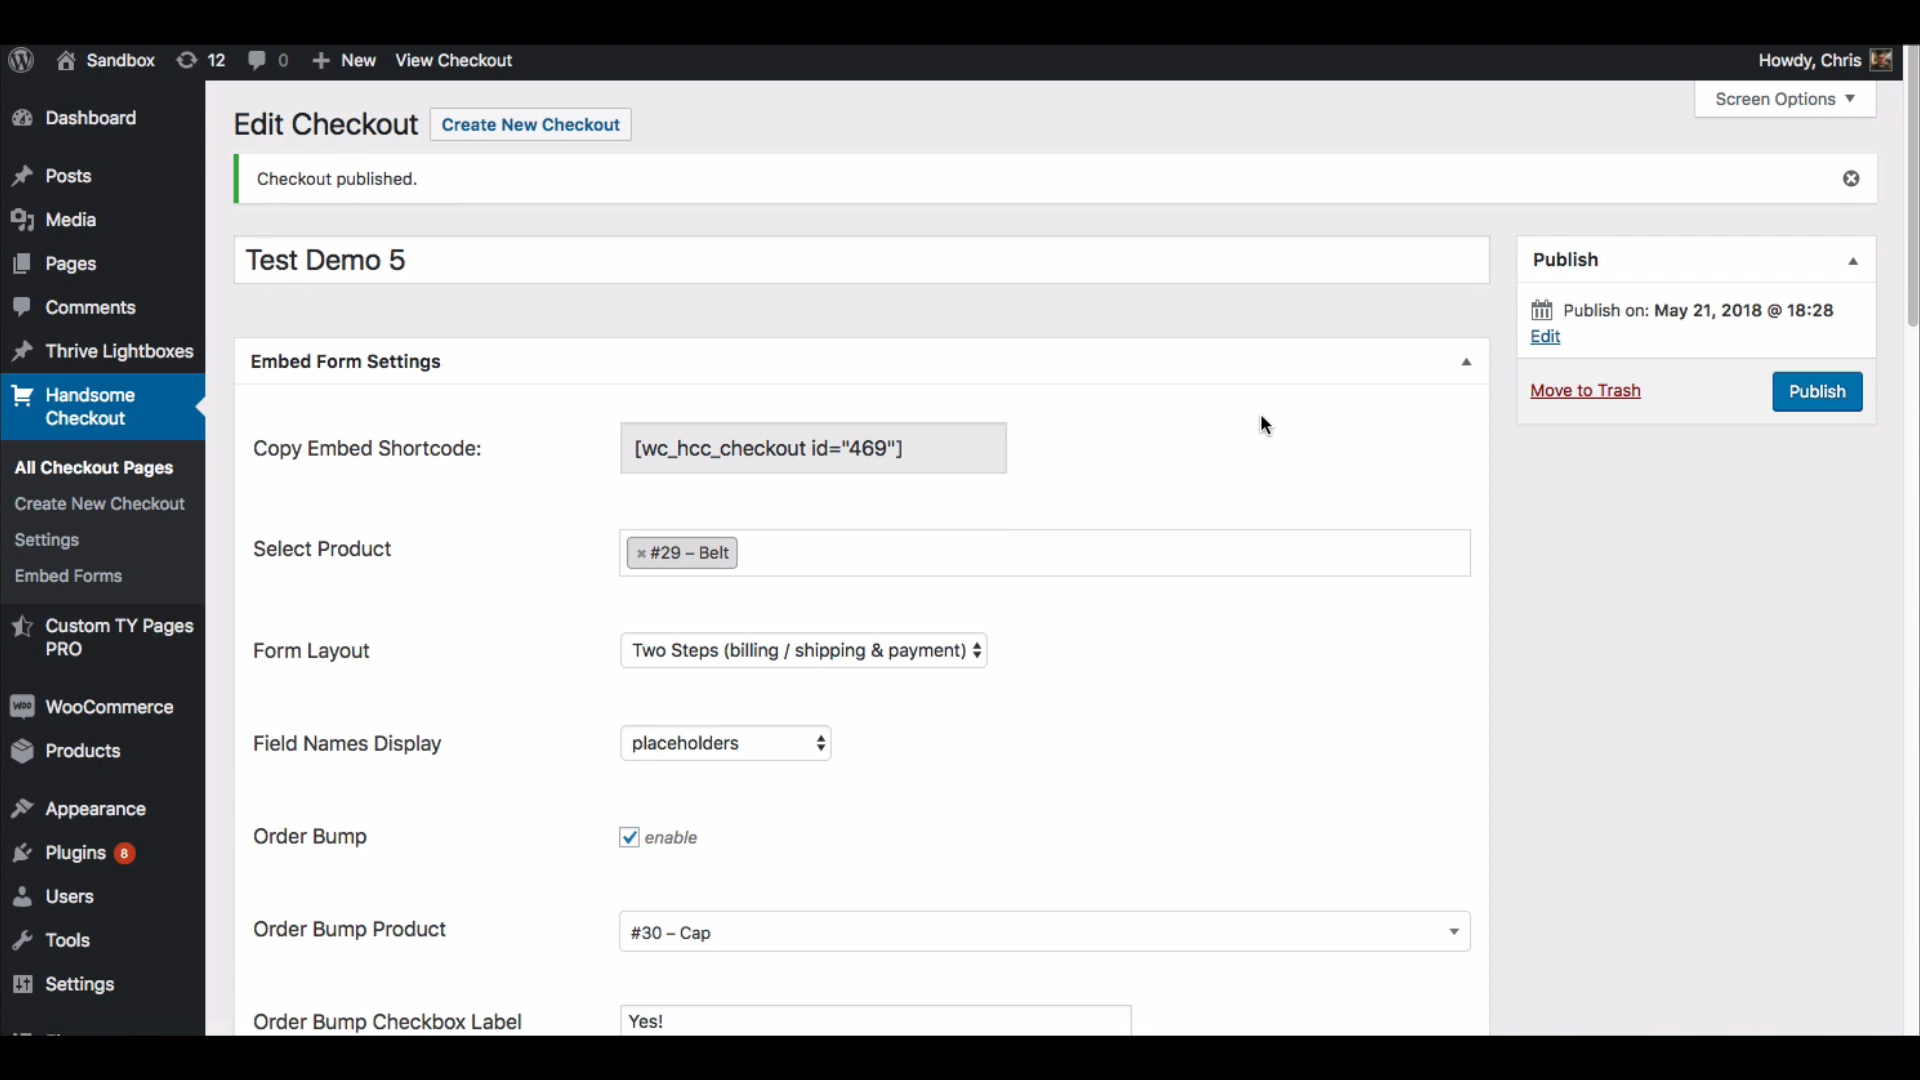 Sandbox 12 0 New View Checkout Howdy, Chris
Screen Options
Dashboard
Posts
Media
Pages
Comments
Thrive Lightboxes
Handsome
Checkout
All Checkout Pages
Create New Checkout
Settings
Embed Forms
Custom TY Pages
PRO
Woo WooCommerce
Products
Appearance
Plugins 8
Users
Tools
Settings
Edit Checkout Create New Checkout
Checkout published.
Test Demo 5
Embed Form Settings
Copy Embed Shortcode: [wc_hcc_checkout id="469"]
Select Product × #29 – Belt
Form Layout Two Steps (billing / shipping & payment)
Field Names Display placeholders
Order Bump enable
Order Bump Product #30 – Cap
Order Bump Checkbox Label Yes!
Publish
Publish on: May 21, 2018 @ 18:28
Edit
Move to Trash Publish